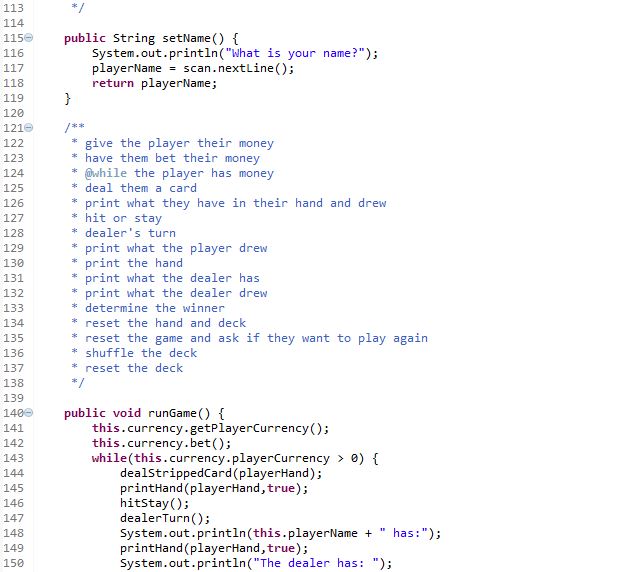 113 */
114
115 public String setName() {
116 System.out.println("What is your name?");
117 playerName = scan.nextLine();
118 return playerName;
119 }
120
121 /**
122 * give the player their money
123 * have them bet their money
124 * @while the player has money
125 * deal them a card
126 * print what they have in their hand and drew
127 * hit or stay
128 * dealer's turn
129 * print what the player drew
130 * print the hand
131 * print what the dealer has
132 * print what the dealer drew
133 * determine the winner
134 * reset the hand and deck
135 * reset the game and ask if they want to play again
136 * shuffle the deck
137 * reset the deck
138 */
139
140 public void runGame() {
141 this.currency.getPlayerCurrency();
142 this.currency.bet();
143 while(this.currency.playerCurrency > 0) {
144 dealStrippedCard(playerHand);
145 printHand(playerHand,true);
146 hitStay();
147 dealerTurn();
148 System.out.println(this.playerName + " has:");
149 printHand(playerHand,true);
150 System.out.println("The dealer has: ");